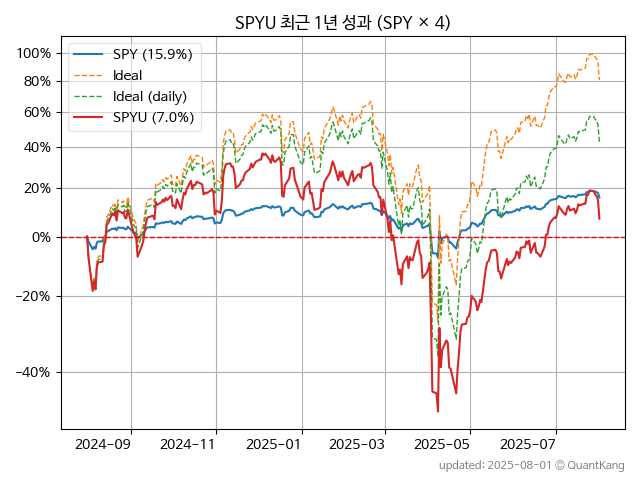 SPYU 최근 1년 성과 (SPY × 4)
100%
80%
60%
40%
20%
0%
−20%
−40%
SPY (15.9%)
Ideal
Ideal (daily)
SPYU (7.0%)
2024-09 2024-11 2025-01 2025-03 2025-05 2025-07
updated: 2025-08-01 © QuantKang